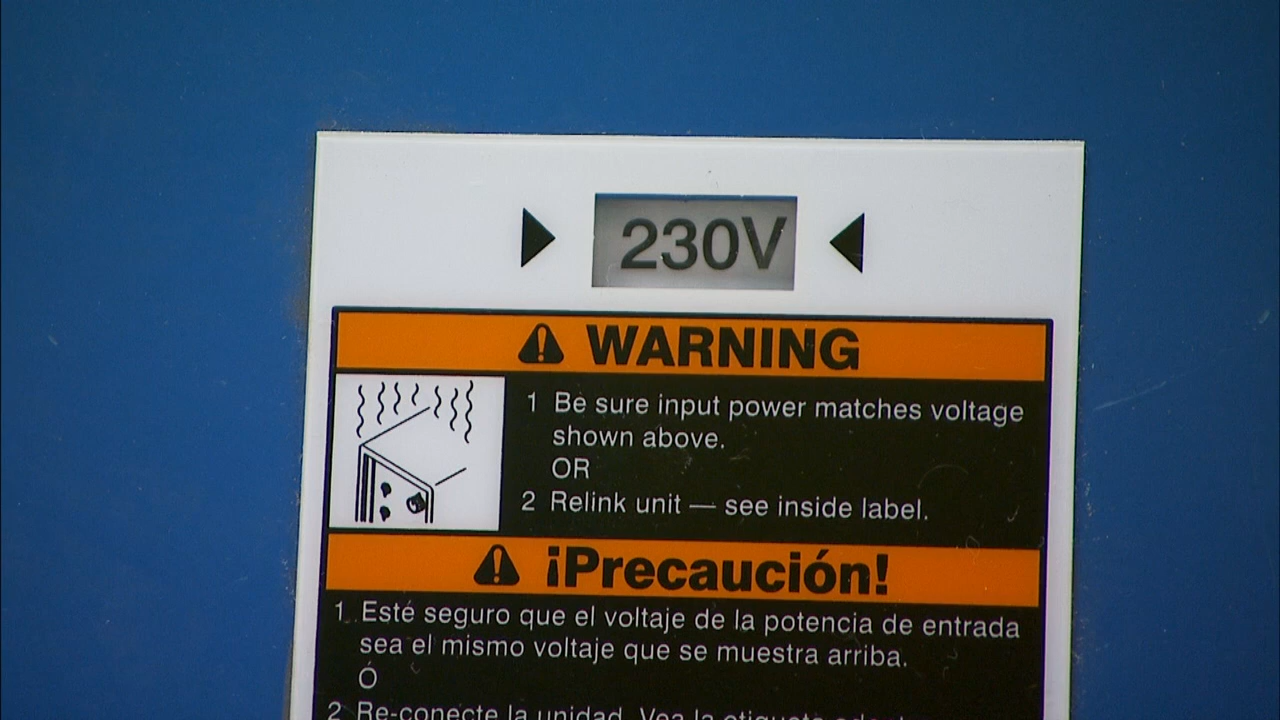 230V
WARNING
1 Be sure input power matches voltage
shown above.
OR
2 Relink unit — see inside label.
¡Precaución!
1. Esté seguro que el voltaje de la potencia de entrada
sea el mismo voltaje que se muestra arriba.
Ó
2 Re-conecte la unidad. Vea la etiqueta